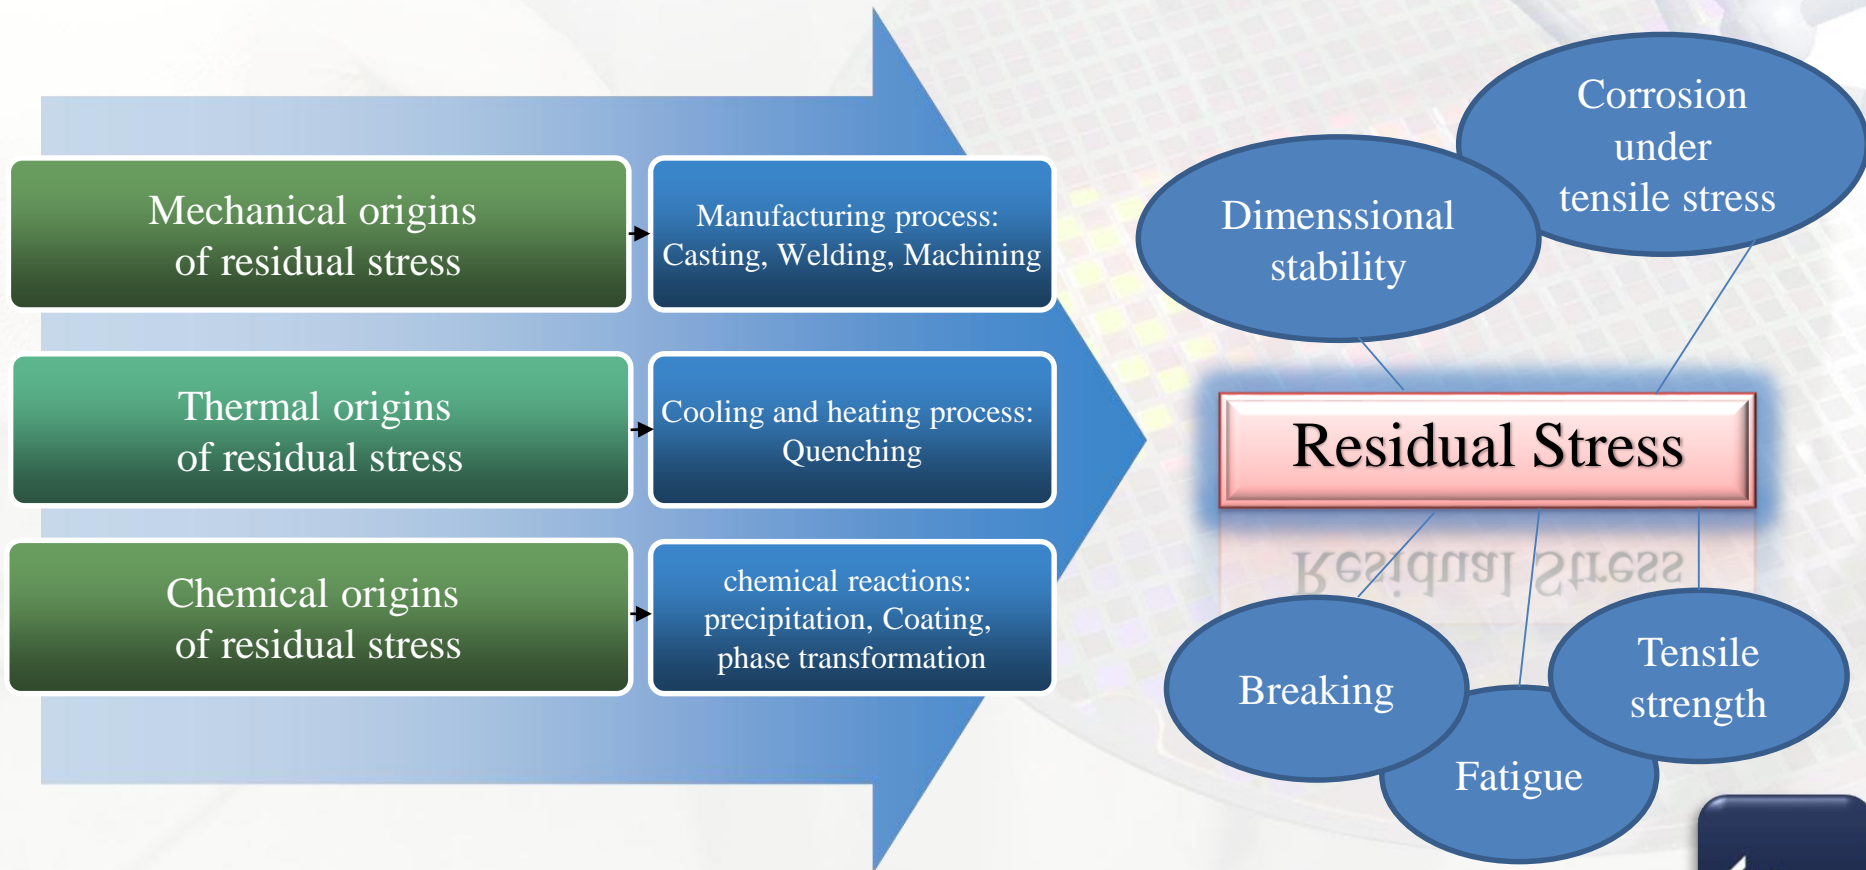 Mechanical origins
of residual stress
Manufacturing process:
Casting, Welding, Machining
Thermal origins
of residual stress
Cooling and heating process:
Quenching
Chemical origins
of residual stress
chemical reactions:
precipitation, Coating,
phase transformation
Corrosion
under
tensile stress
Dimenssional
stability
Residual Stress
Residual Stress
Breaking
Fatigue
Tensile
strength